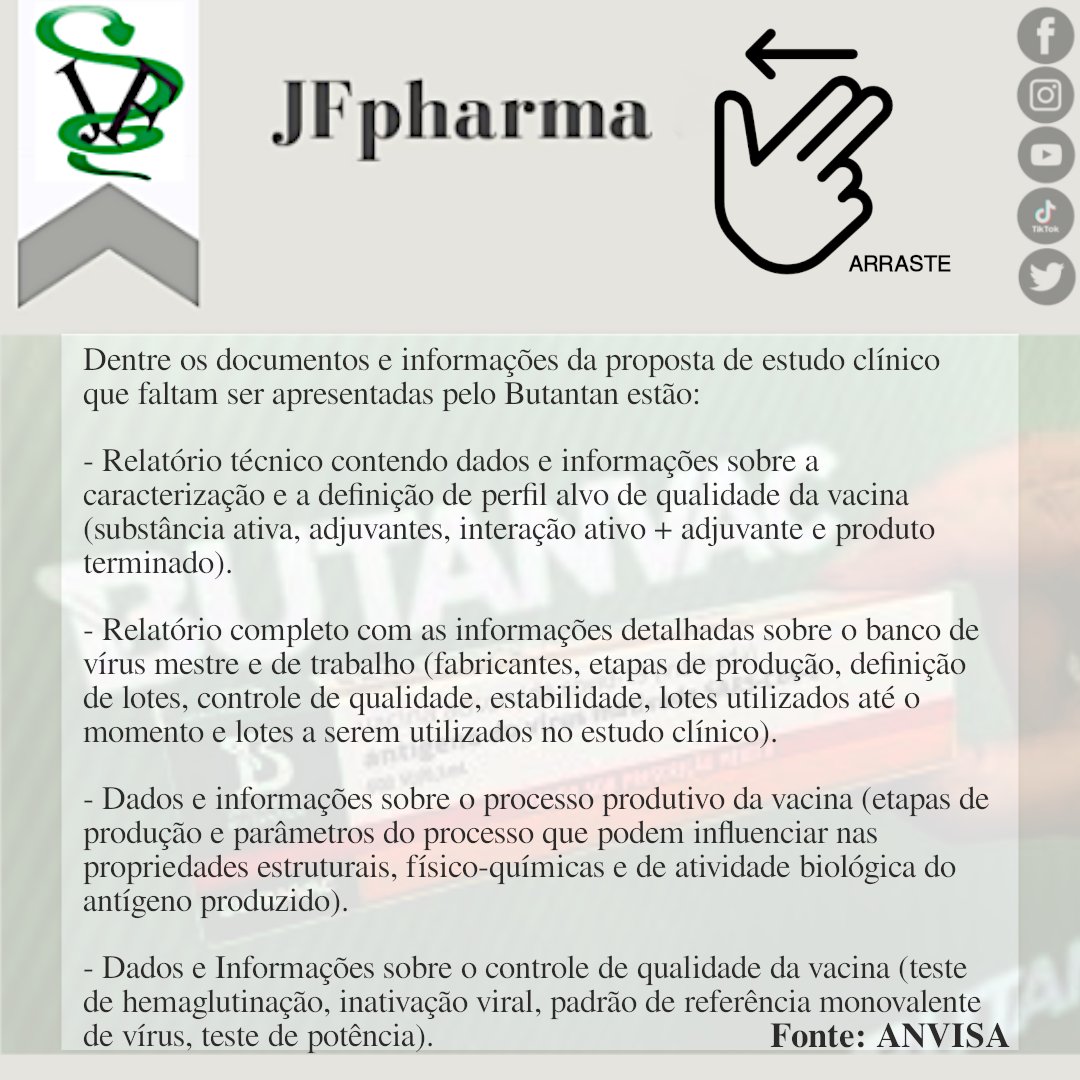 JF
JFpharma
ARRASTE
TikTok
Dentre os documentos e informações da proposta de estudo clínico
que faltam ser apresentadas pelo Butantan estão:
- Relatório técnico contendo dados e informações sobre a
caracterização e a definição de perfil alvo de qualidade da vacina
(substância ativa, adjuvantes, interação ativo + adjuvante e produto
terminado).
- Relatório completo com as informações detalhadas sobre o banco de
vírus mestre e de trabalho (fabricantes, etapas de produção, definição
de lotes, controle de qualidade, estabilidade, lotes utilizados até o
momento e lotes a serem utilizados no estudo clínico).
- Dados e informações sobre o processo produtivo da vacina (etapas de
produção e parâmetros do processo que podem influenciar nas
propriedades estruturais, físico-químicas e de atividade biológica do
antígeno produzido).
- Dados e Informações sobre o controle de qualidade da vacina (teste
de hemaglutinação, inativação viral, padrão de referência monovalente
de vírus, teste de potência).
Fonte: ANVISA
BUTANVAC